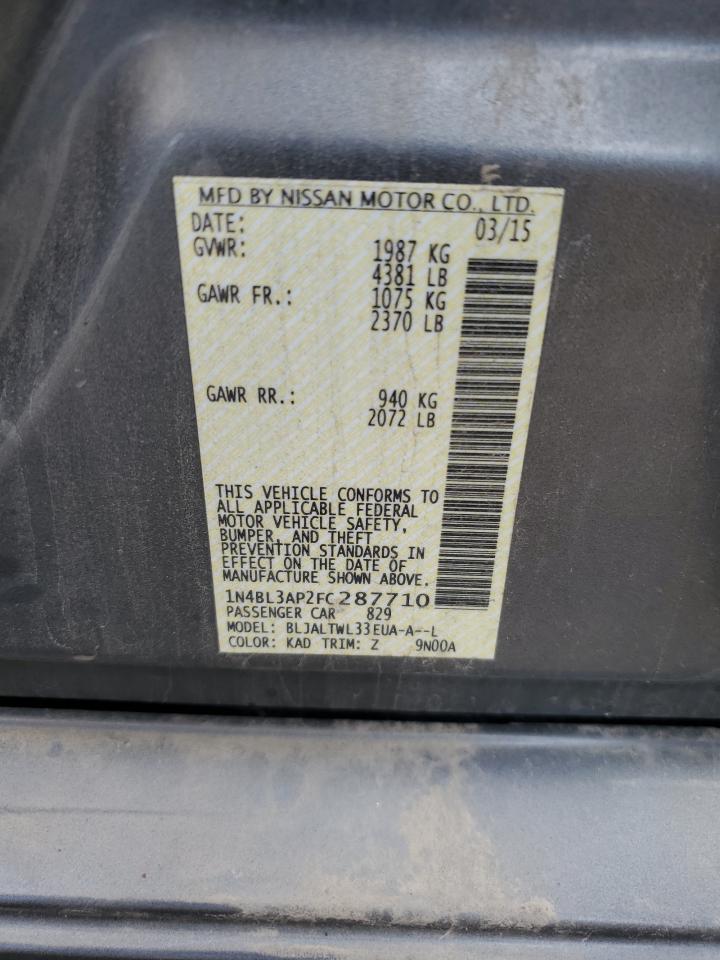 MFD BY NISSAN MOTOR CO., LTD.
DATE: 03/15
GVWR: 1987 KG
4381 LB
GAWR FR.: 1075 KG
2370 LB
GAWR RR.: 940 KG
2072 LB
THIS VEHICLE CONFORMS TO
ALL APPLICABLE FEDERAL
MOTOR VEHICLE SAFETY,
BUMPER, AND THEFT
PREVENTION STANDARDS IN
EFFECT ON THE DATE OF
MANUFACTURE SHOWN ABOVE.
1N4BL3AP2FC287710
PASSENGER CAR 829
MODEL: BLJALTWL33EUA-A--L
COLOR: KAD TRIM: Z 9N00A